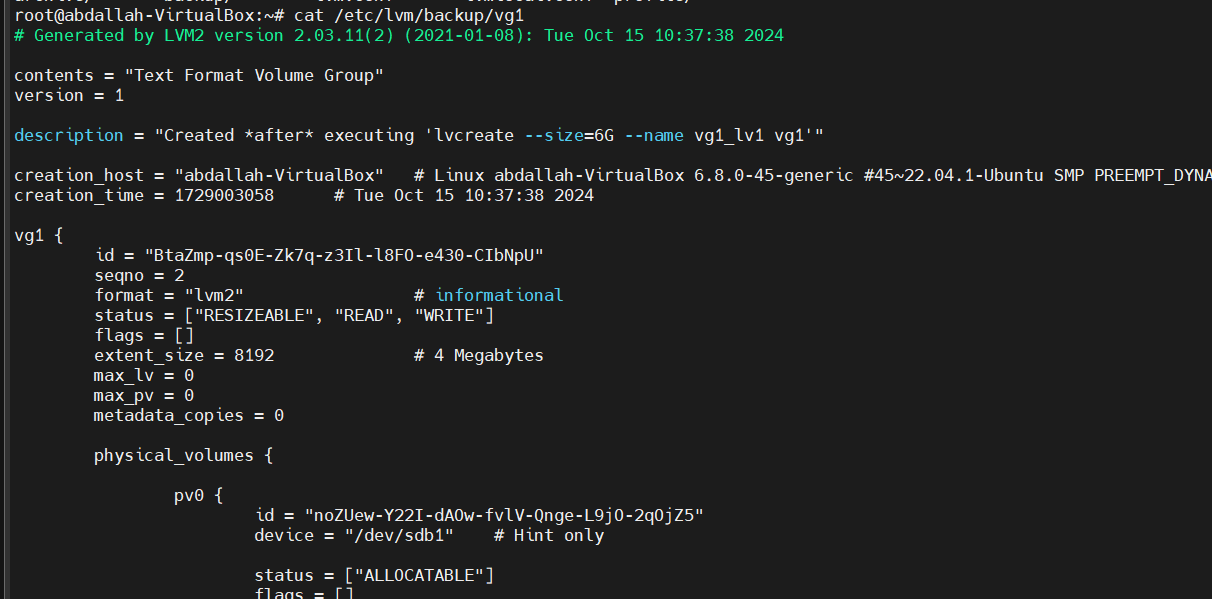 root@abdallah-VirtualBox:~# cat /etc/lvm/backup/vg1
# Generated by LVM2 version 2.03.11(2) (2021-01-08): Tue Oct 15 10:37:38 2024
contents = "Text Format Volume Group"
version = 1
description = "Created *after* executing 'lvcreate --size=6G --name vg1_lv1 vg1'"
creation_host = "abdallah-VirtualBox"   # Linux abdallah-VirtualBox 6.8.0-45-generic #45~22.04.1-Ubuntu SMP PREEMPT_DYNA
creation_time = 1729003058      # Tue Oct 15 10:37:38 2024
vg1 {
        id = "BtaZmp-qs0E-Zk7q-z3Il-l8FO-e430-CIbNpU"
        seqno = 2
        format = "lvm2"                 # informational
        status = ["RESIZEABLE", "READ", "WRITE"]
        flags = []
        extent_size = 8192              # 4 Megabytes
        max_lv = 0
        max_pv = 0
        metadata_copies = 0
        physical_volumes {
                pv0 {
                        id = "noZUew-Y22I-dAOw-fvlV-Qnge-L9jO-2qOjZ5"
                        device = "/dev/sdb1"    # Hint only
                        status = ["ALLOCATABLE"]
                        flags = []